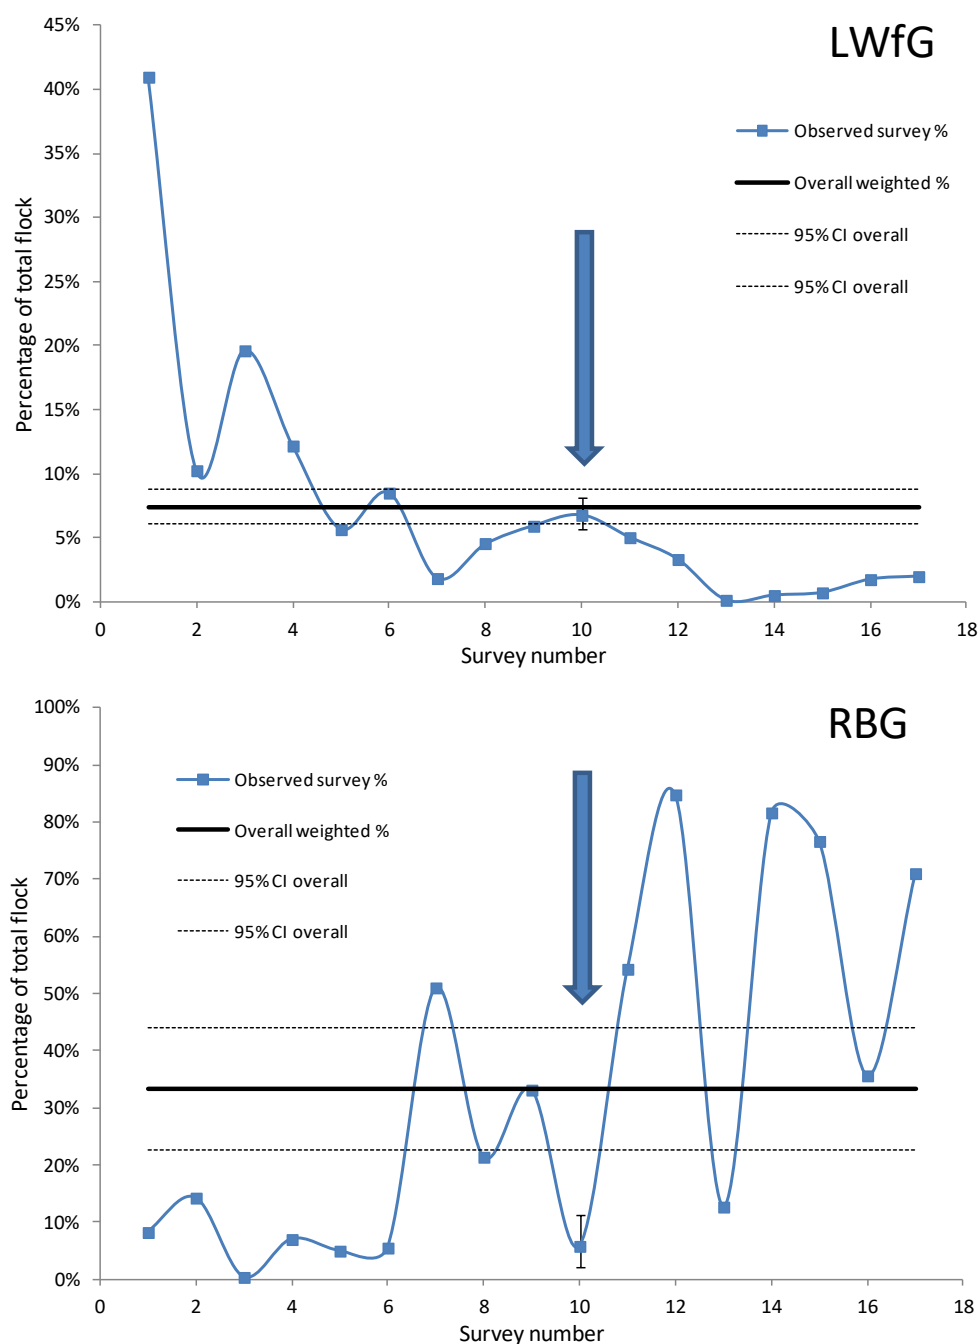 LWfG
45%
40%
35%
30%
25%
20%
15%
10%
5%
0%
Percentage of total flock
Observed survey %
Overall weighted %
95% CI overall
95% CI overall
0 2 4 6 8 10 12 14 16 18
Survey number
RBG
100%
90%
80%
70%
60%
50%
40%
30%
20%
10%
0%
Percentage of total flock
Observed survey %
Overall weighted %
95% CI overall
95% CI overall
0 2 4 6 8 10 12 14 16 18
Survey number